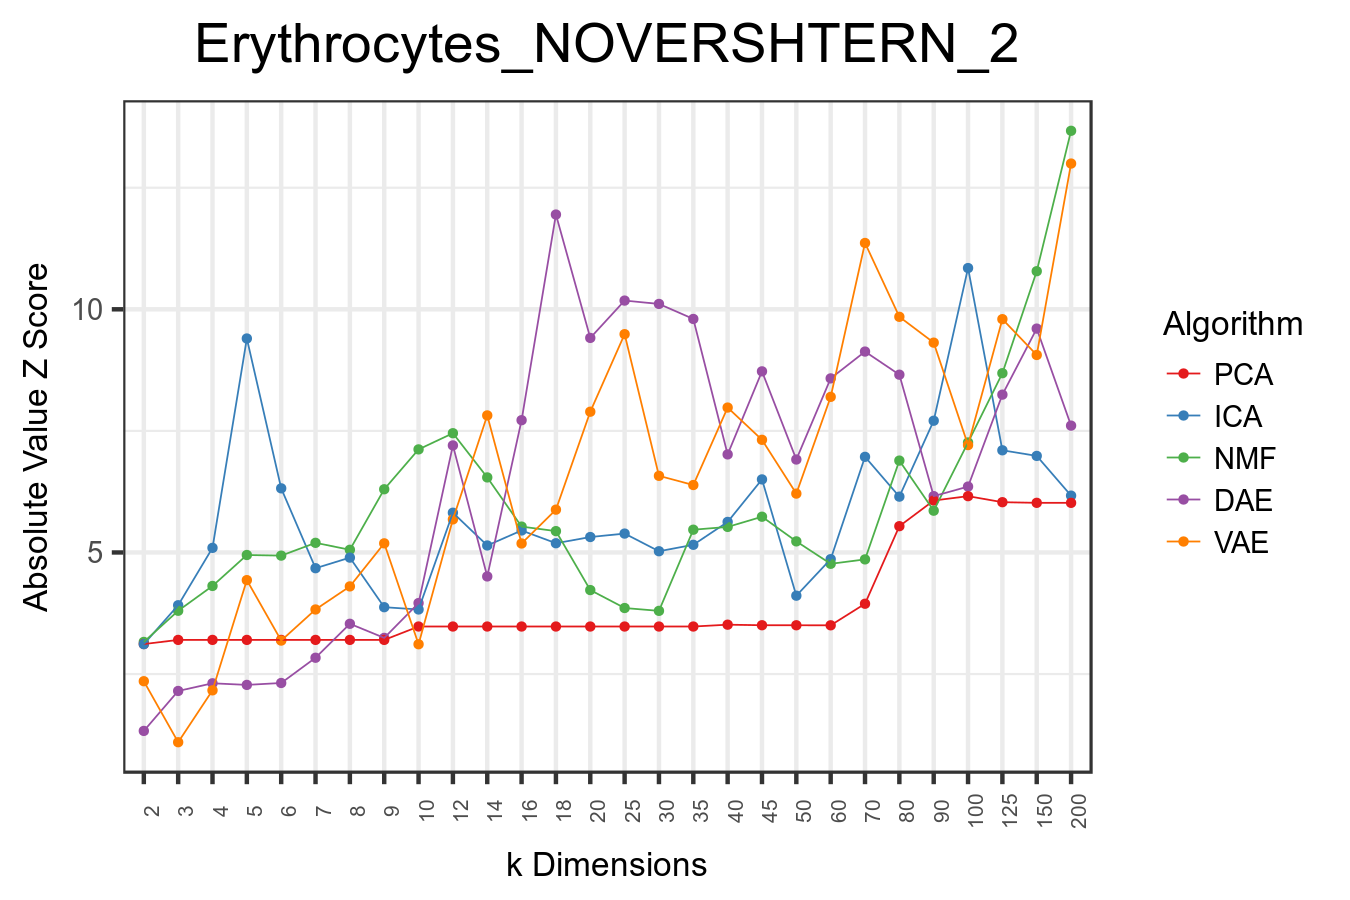 Erythrocytes_NOVERSHTERN_2
Absolute Value Z Score
10
5
2 3 4 5 6 7 8 9 10 12 14 16 18 20 25 30 35 40 45 50 60 70 80 90 100 125 150 200
k Dimensions
Algorithm
PCA
ICA
NMF
DAE
VAE